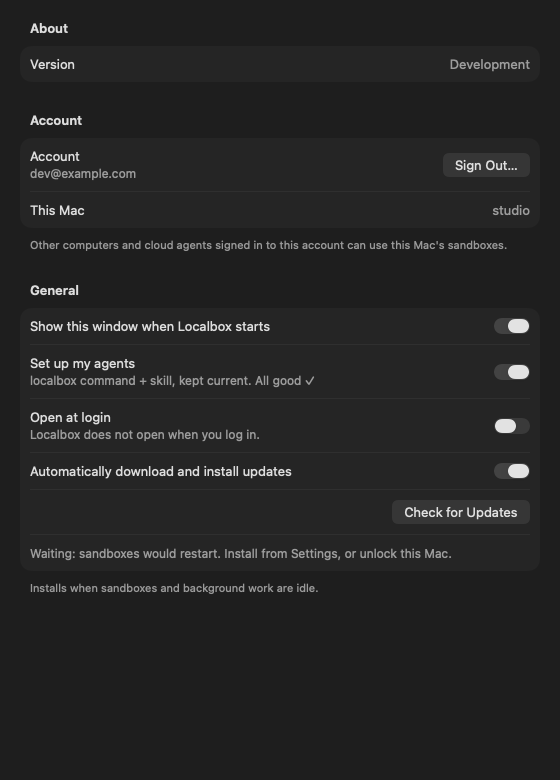 About
Version
Development
Account
Account
dev@example.com
Sign Out...
This Mac
studio
Other computers and cloud agents signed in to this account can use this Mac's sandboxes.
General
Show this window when Localbox starts
Set up my agents
localbox command + skill, kept current. All good ✓
Open at login
Localbox does not open when you log in.
Automatically download and install updates
Check for Updates
Waiting: sandboxes would restart. Install from Settings, or unlock this Mac.
Installs when sandboxes and background work are idle.